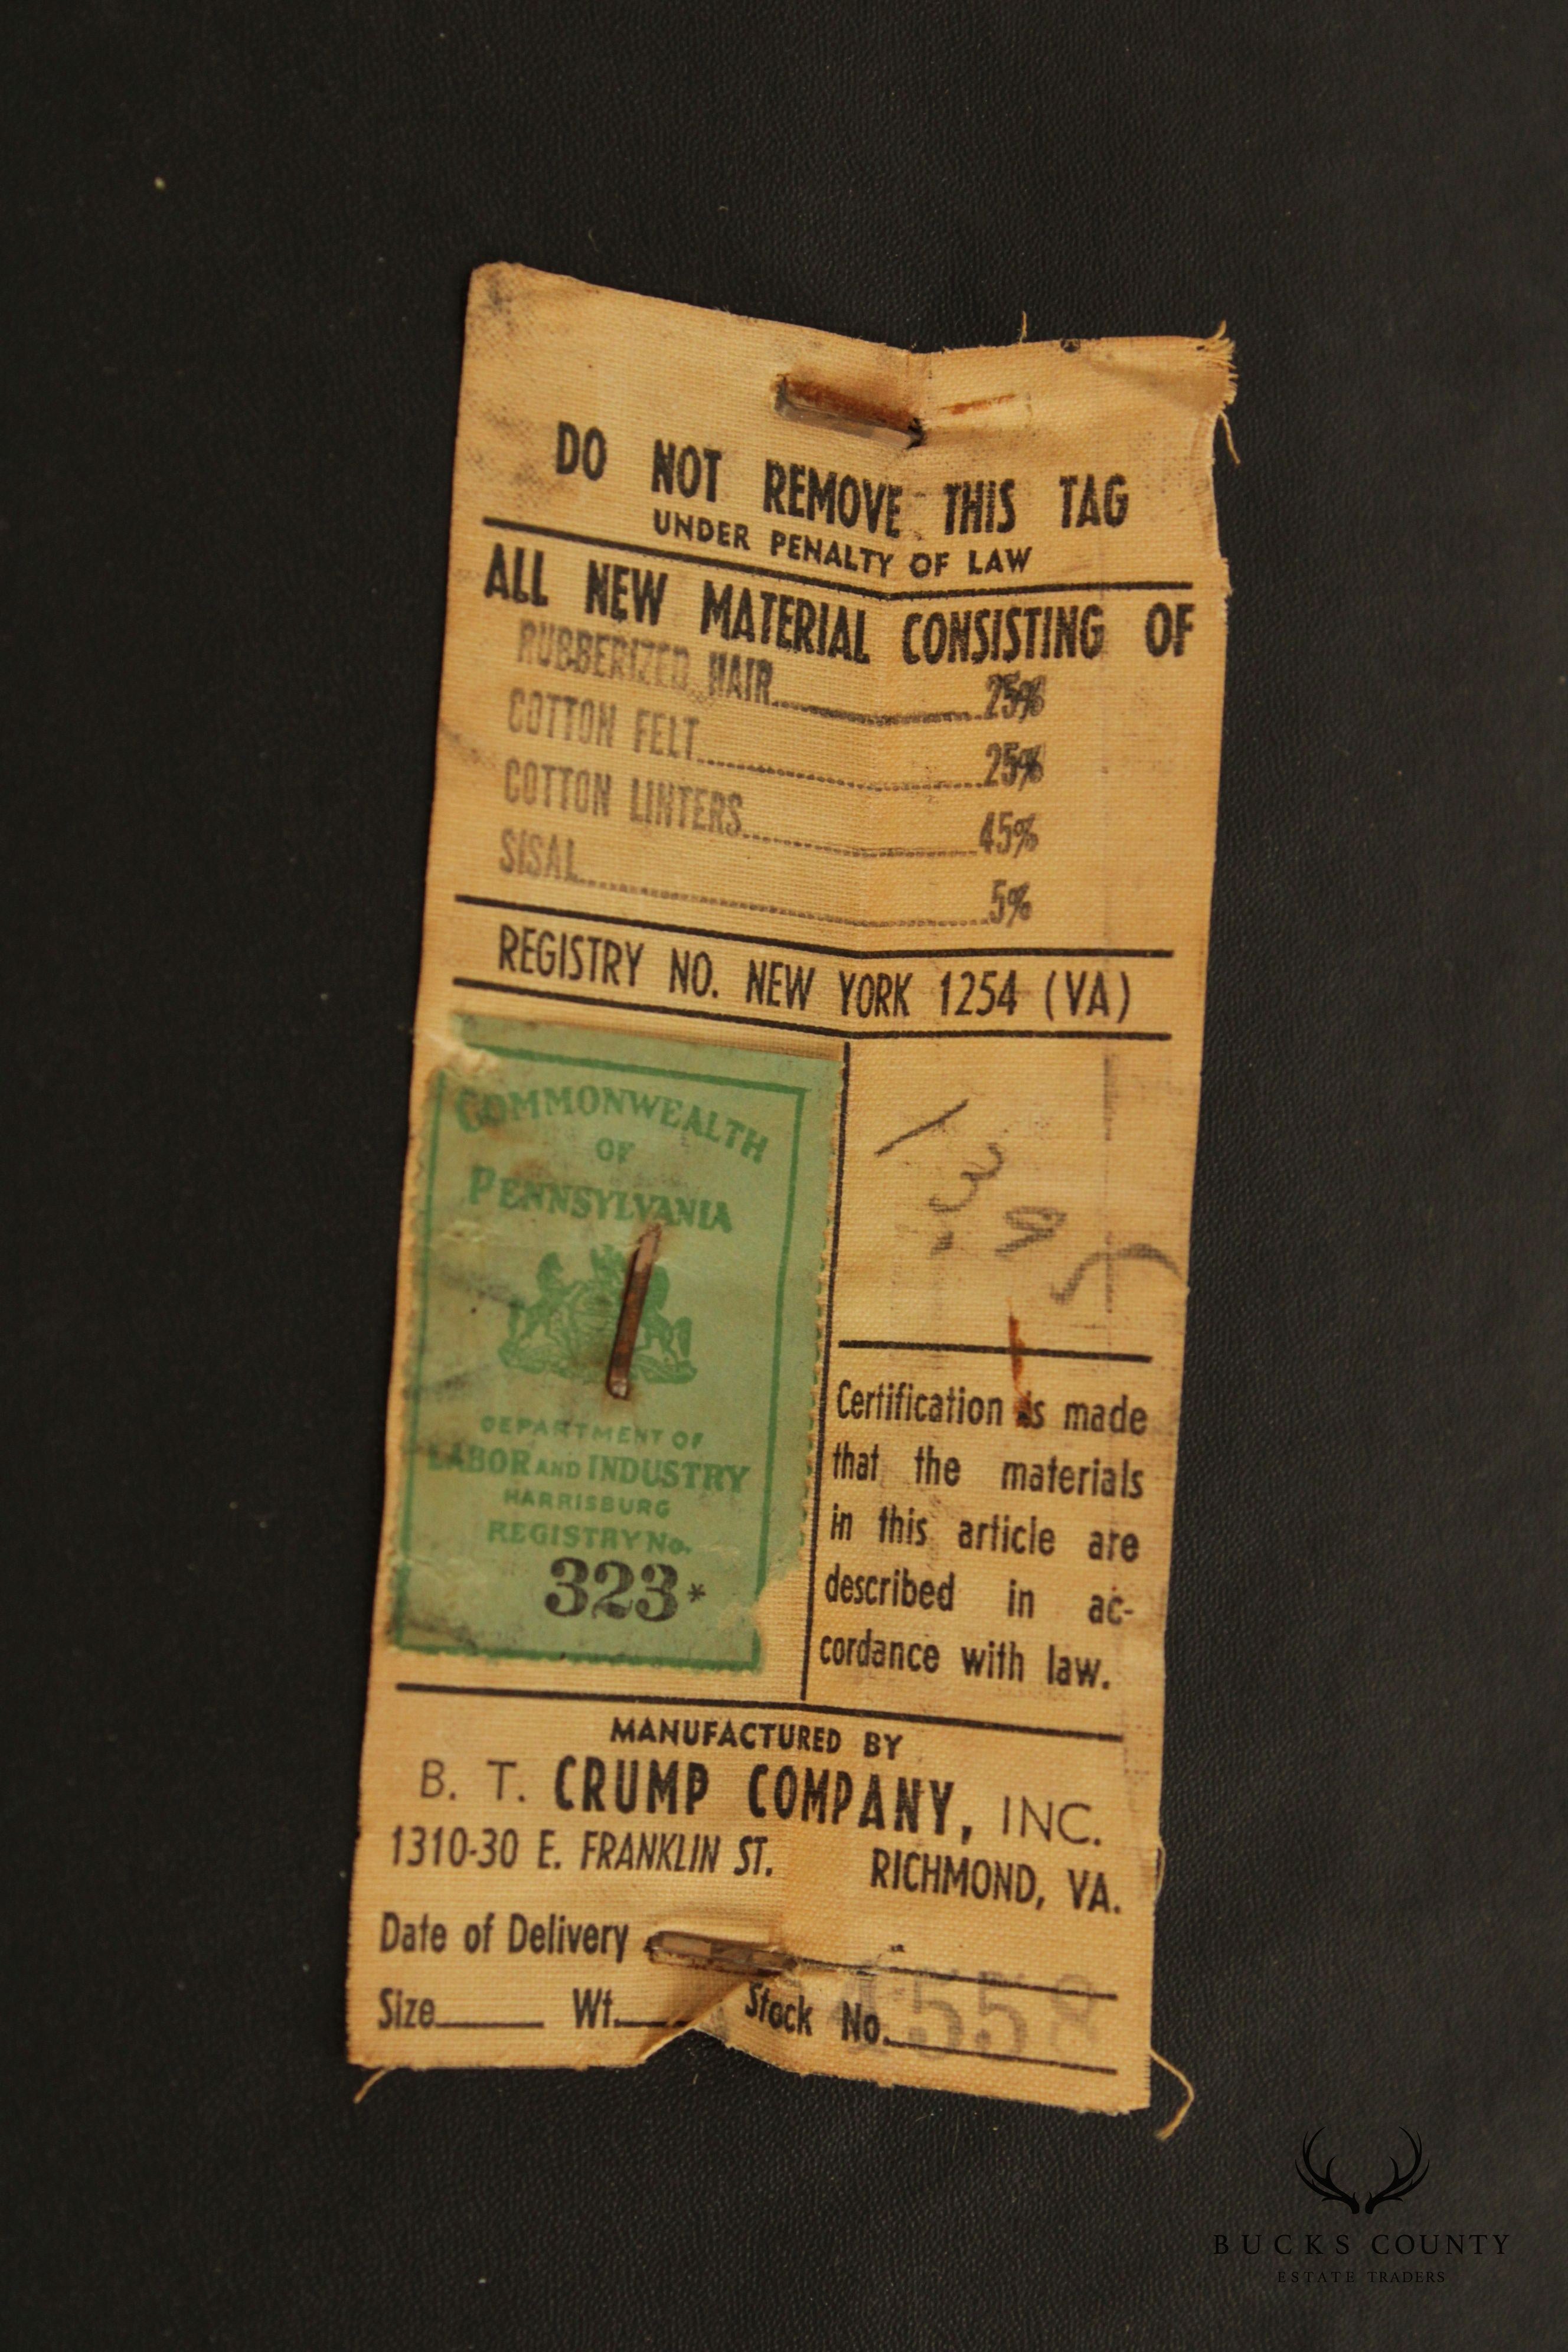 DO NOT REMOVE THIS TAG
UNDER PENALTY OF LAW
ALL NEW MATERIAL CONSISTING OF
RUBBERIZED HAIR 25%
COTTON FELT 25%
COTTON LINTERS 45%
SISAL 5%
REGISTRY NO. NEW YORK 1254 (VA)
COMMONWEALTH
OF
PENNSYLVANIA
DEPARTMENT OF
LABOR AND INDUSTRY
HARRISBURG
REGISTRY No.
323*
Certification is made
that the materials
in this article are
described in ac-
cordance with law.
MANUFACTURED BY
B. T. CRUMP COMPANY, INC.
1310-30 E. FRANKLIN ST. RICHMOND, VA.
Date of Delivery
Size Wt. Stock No. 4558
BUCKS COUNTY
ESTATE TRADERS